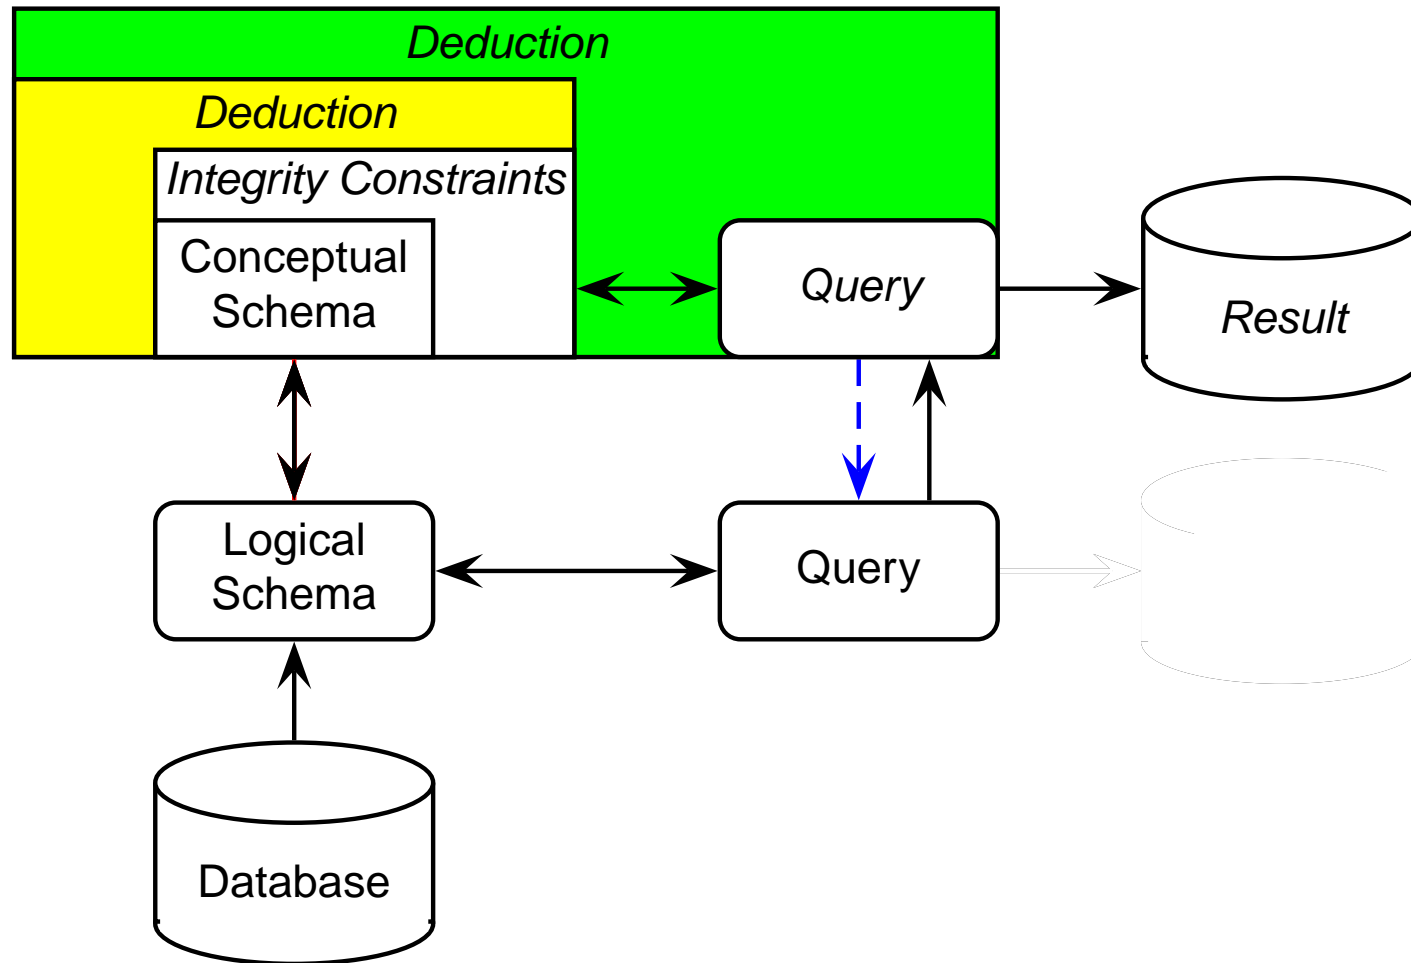 Deduction
Deduction
Integrity Constraints
Conceptual
Schema
Query
Result
Logical
Schema
Query
Database